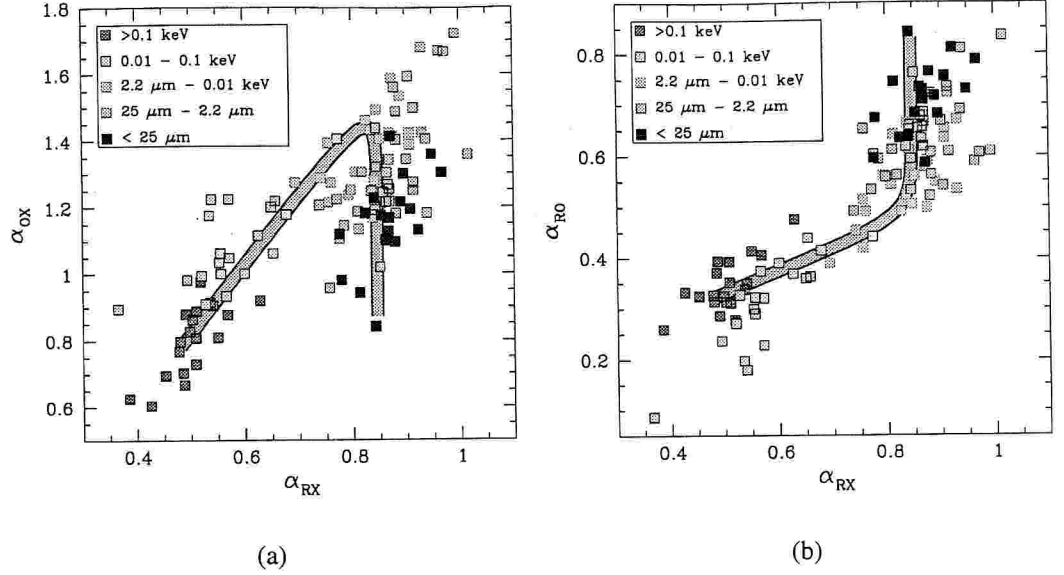 >0.1 keV
0.01 – 0.1 keV
2.2 μm – 0.01 keV
25 μm – 2.2 μm
< 25 μm
1.8
1.6
1.4
1.2
1
0.8
0.6
α_OX
0.4 0.6 0.8 1
α_RX
(a)
>0.1 keV
0.01 – 0.1 keV
2.2 μm – 0.01 keV
25 μm – 2.2 μm
< 25 μm
0.8
0.6
0.4
0.2
α_RO
0.4 0.6 0.8 1
α_RX
(b)